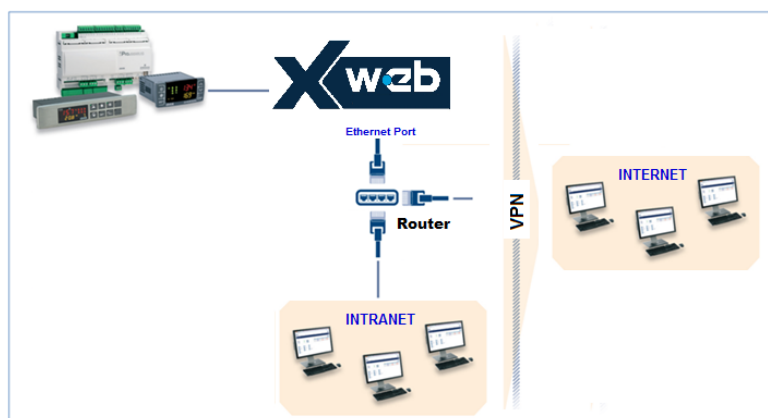 Xweb
Ethernet Port
Router
VPN
INTERNET
INTRANET